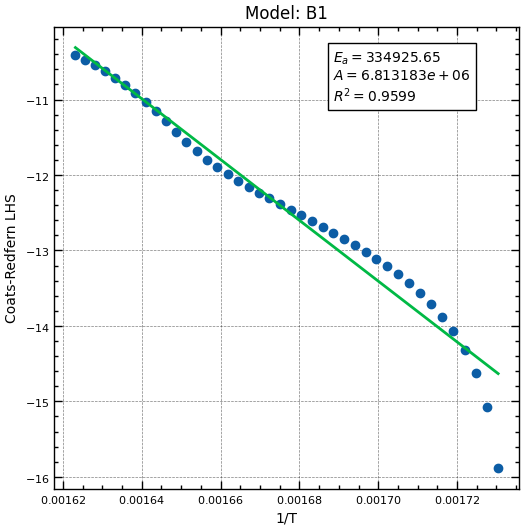 Model: B1
E_a = 334925.65
A = 6.813183e + 06
R^2 = 0.9599
Coats-Redfern LHS
−11
−12
−13
−14
−15
−16
0.00162 0.00164 0.00166 0.00168 0.00170 0.00172
1/T